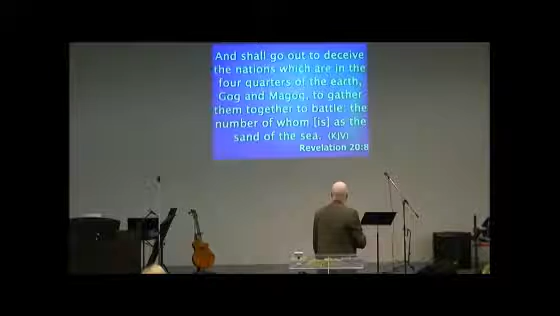 And shall go out to deceive
the nations which are in the
four quarters of the earth,
Gog and Magog, to gather
them together to battle: the
number of whom [is] as the
sand of the sea. (KJV)
Revelation 20:8